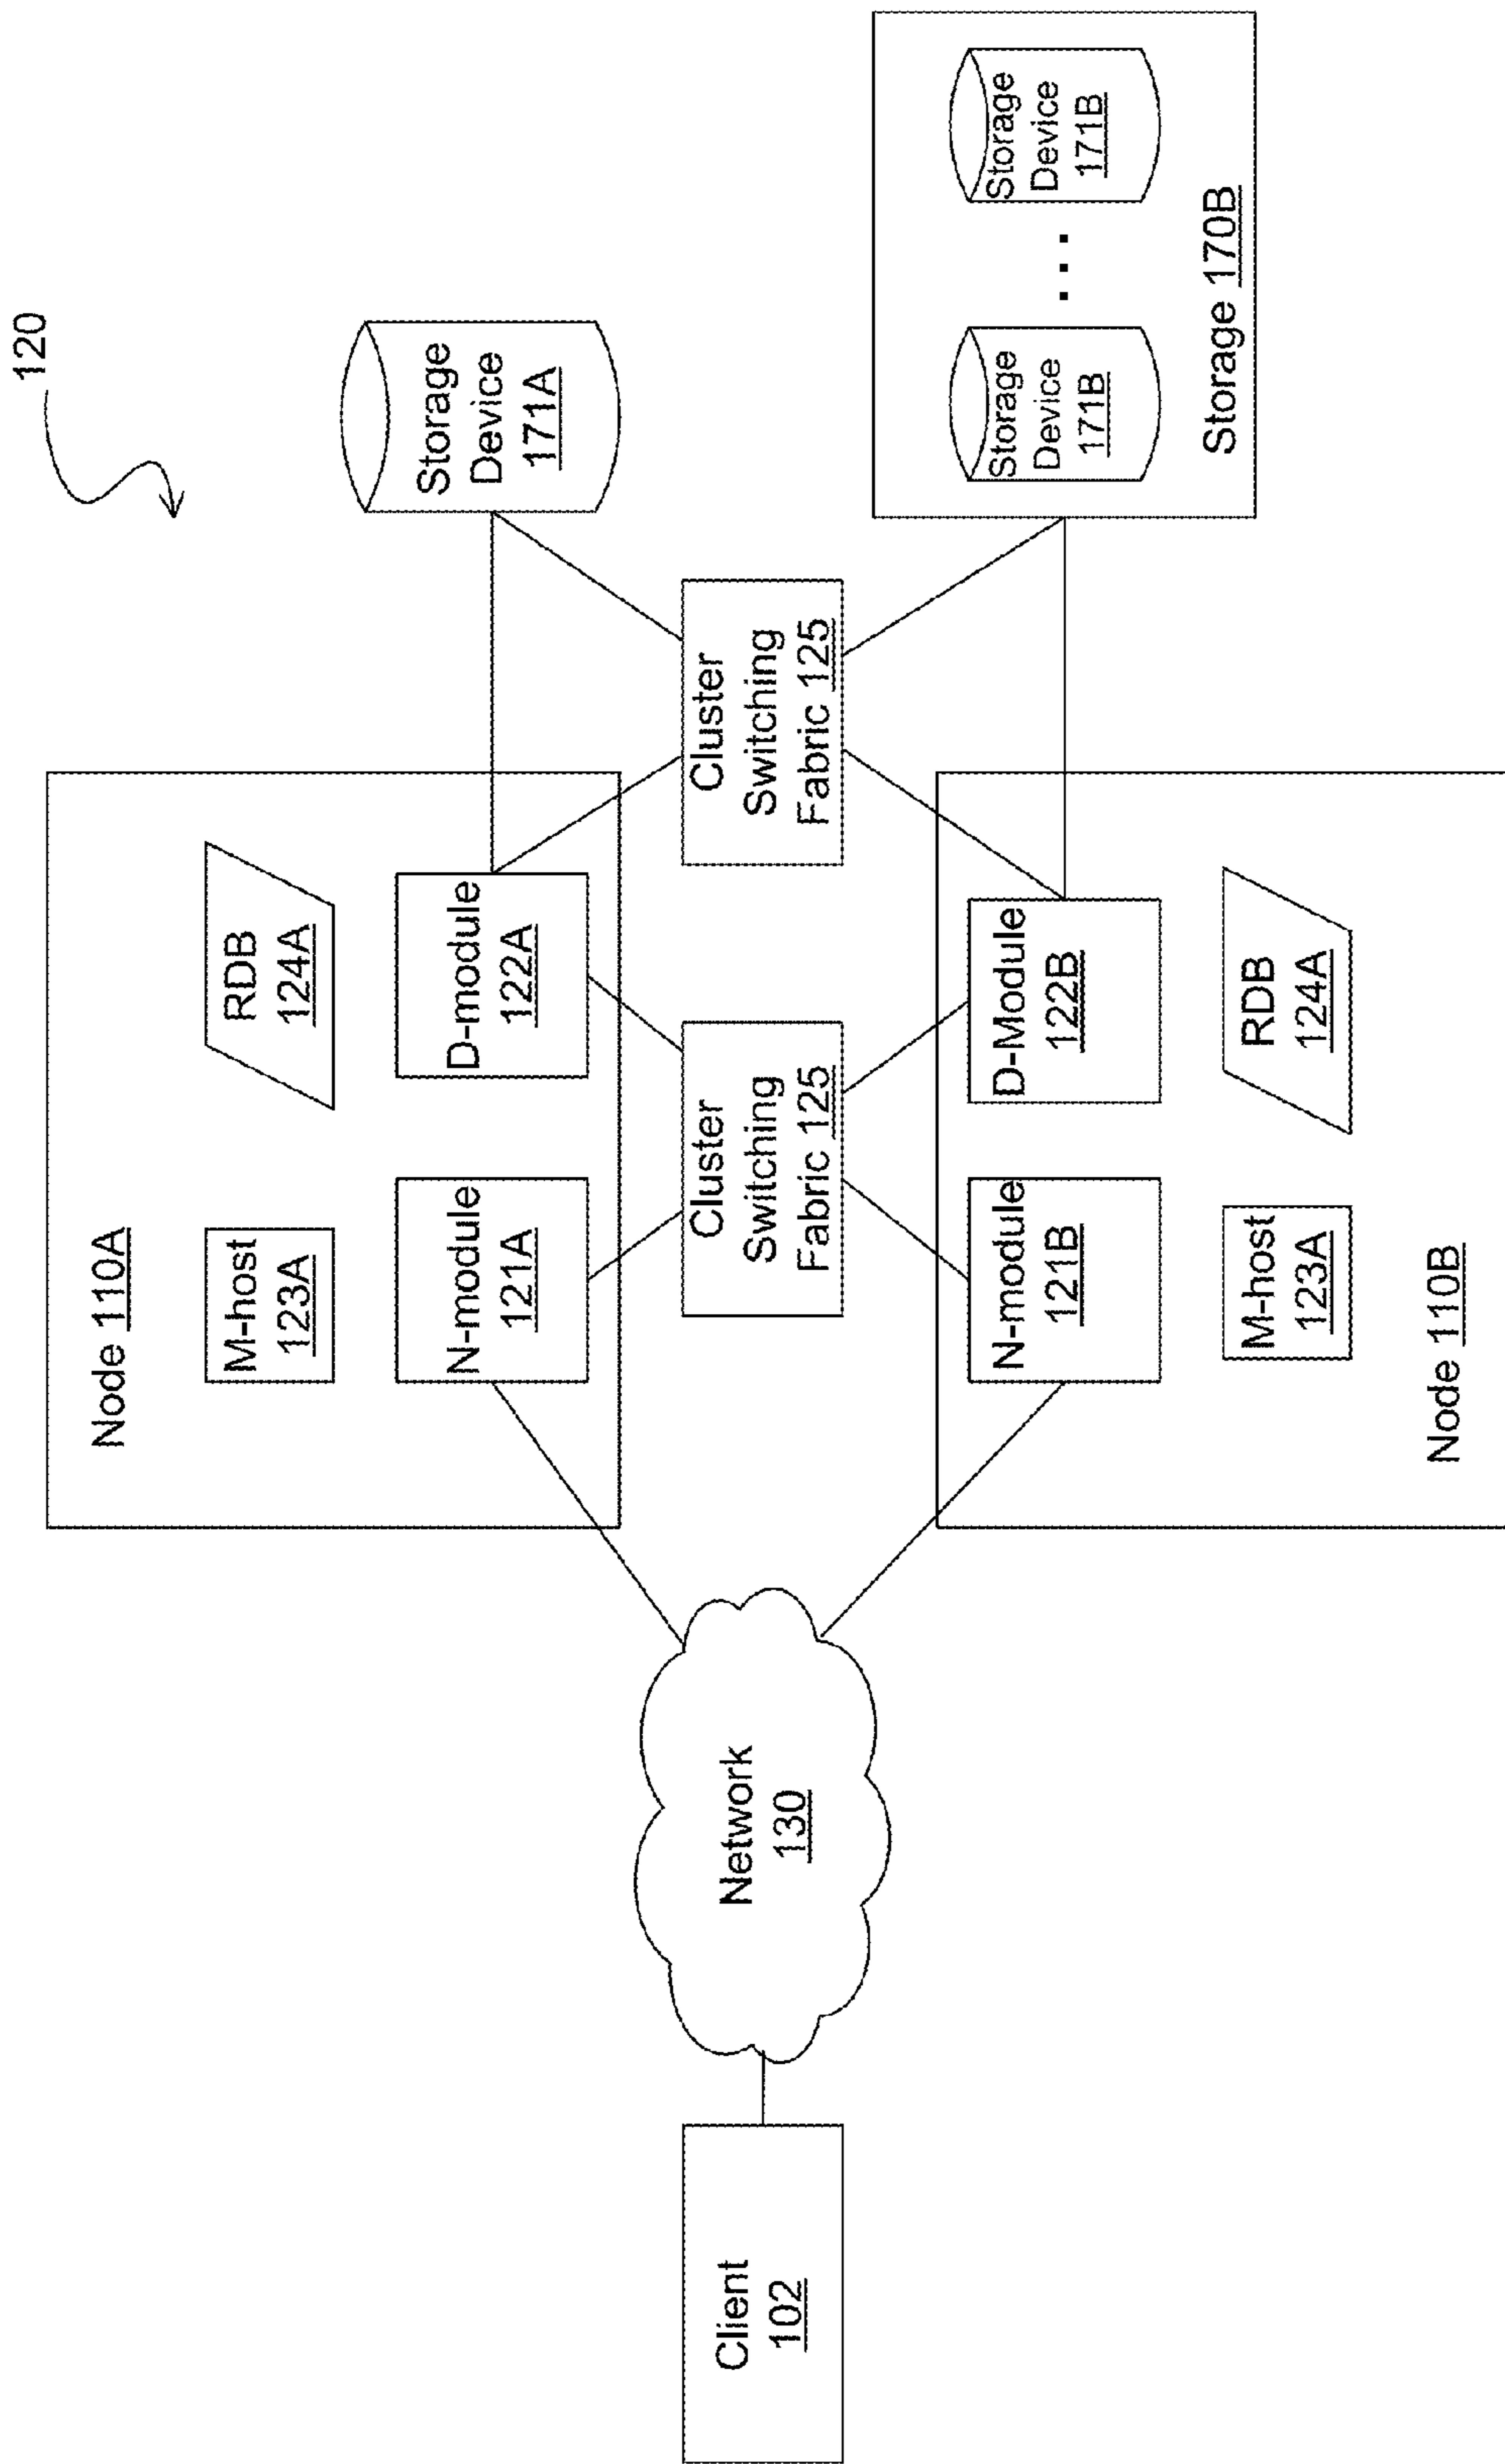 120
Node 110A
M-host
123A
RDB
124A
N-module
121A
D-module
122A
Storage
Device
171A
Client
102
Network
130
Cluster
Switching
Fabric 125
Cluster
Switching
Fabric 125
N-module
121B
D-Module
122B
M-host
123A
RDB
124A
Node 110B
Storage
Device
171B
...
Storage
Device
171B
Storage 170B